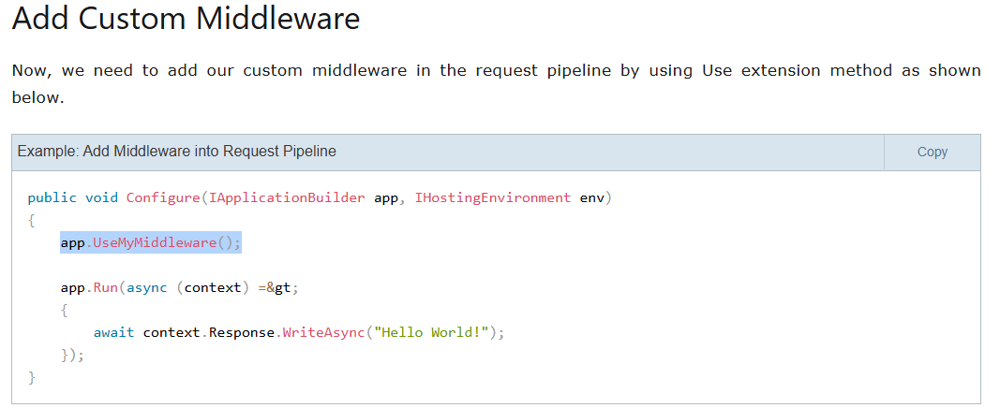 Add Custom Middleware
Now, we need to add our custom middleware in the request pipeline by using Use extension method as shown
below.
Example: Add Middleware into Request Pipeline
Copy
public void Configure(IApplicationBuilder app, IHostingEnvironment env)
{
    app.UseMyMiddleware();
    app.Run(async (context) =&gt;
    {
        await context.Response.WriteAsync("Hello World!");
    });
}